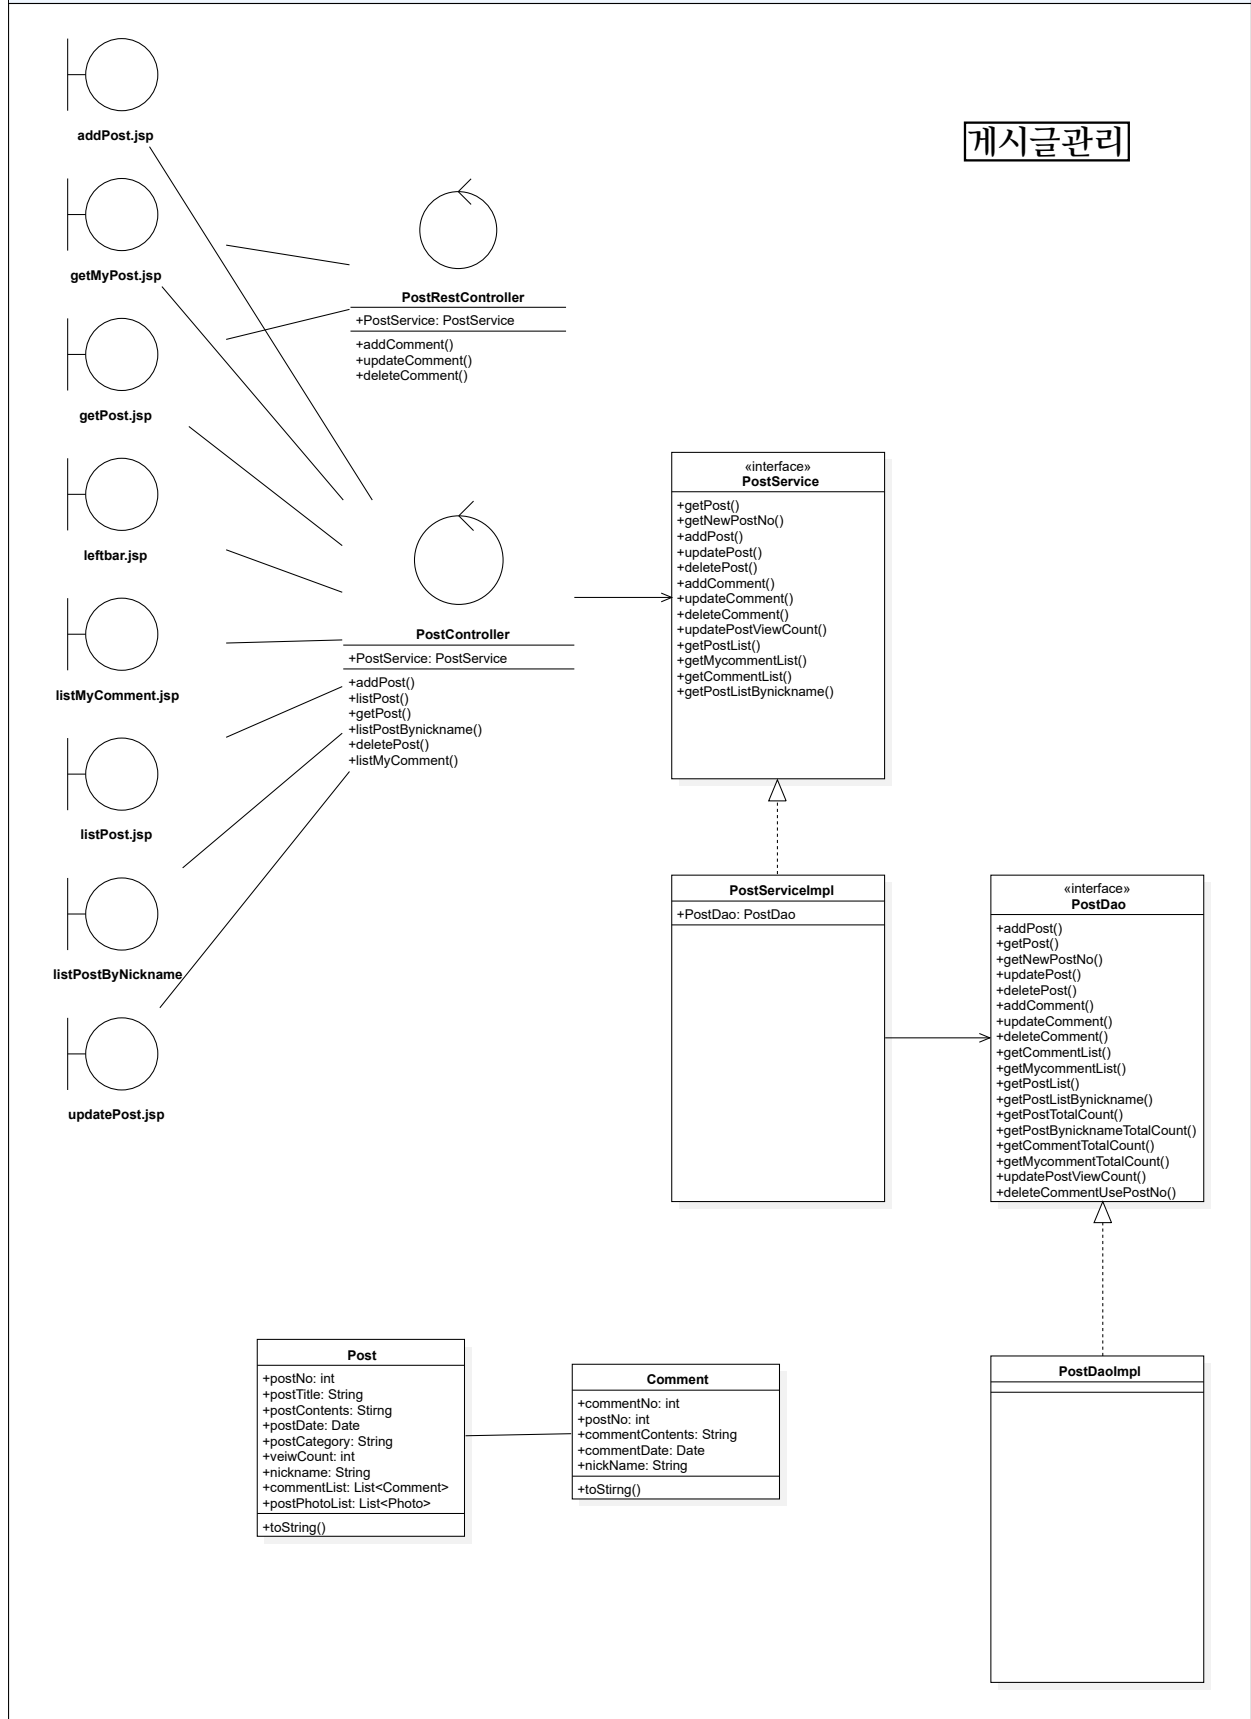 addPost.jsp
게시글관리
getMyPost.jsp
PostRestController
+PostService: PostService
+addComment()
+updateComment()
+deleteComment()
getPost.jsp
leftbar.jsp
listMyComment.jsp
listPost.jsp
listPostByNickname
updatePost.jsp
PostController
+PostService: PostService
+addPost()
+listPost()
+getPost()
+listPostBynickname()
+deletePost()
+listMyComment()
«interface»
PostService
+getPost()
+getNewPostNo()
+addPost()
+updatePost()
+deletePost()
+addComment()
+updateComment()
+deleteComment()
+updatePostViewCount()
+getPostList()
+getMycommentList()
+getCommentList()
+getPostListBynickname()
PostServiceImpl
+PostDao: PostDao
«interface»
PostDao
+addPost()
+getPost()
+getNewPostNo()
+updatePost()
+deletePost()
+addComment()
+updateComment()
+deleteComment()
+getCommentList()
+getMycommentList()
+getPostList()
+getPostListBynickname()
+getPostTotalCount()
+getPostBynicknameTotalCount()
+getCommentTotalCount()
+getMycommentTotalCount()
+updatePostViewCount()
+deleteCommentUsePostNo()
Post
+postNo: int
+postTitle: String
+postContents: Stirng
+postDate: Date
+postCategory: String
+veiwCount: int
+nickname: String
+commentList: List<Comment>
+postPhotoList: List<Photo>
+toString()
Comment
+commentNo: int
+postNo: int
+commentContents: String
+commentDate: Date
+nickName: String
+toStirng()
PostDaoImpl